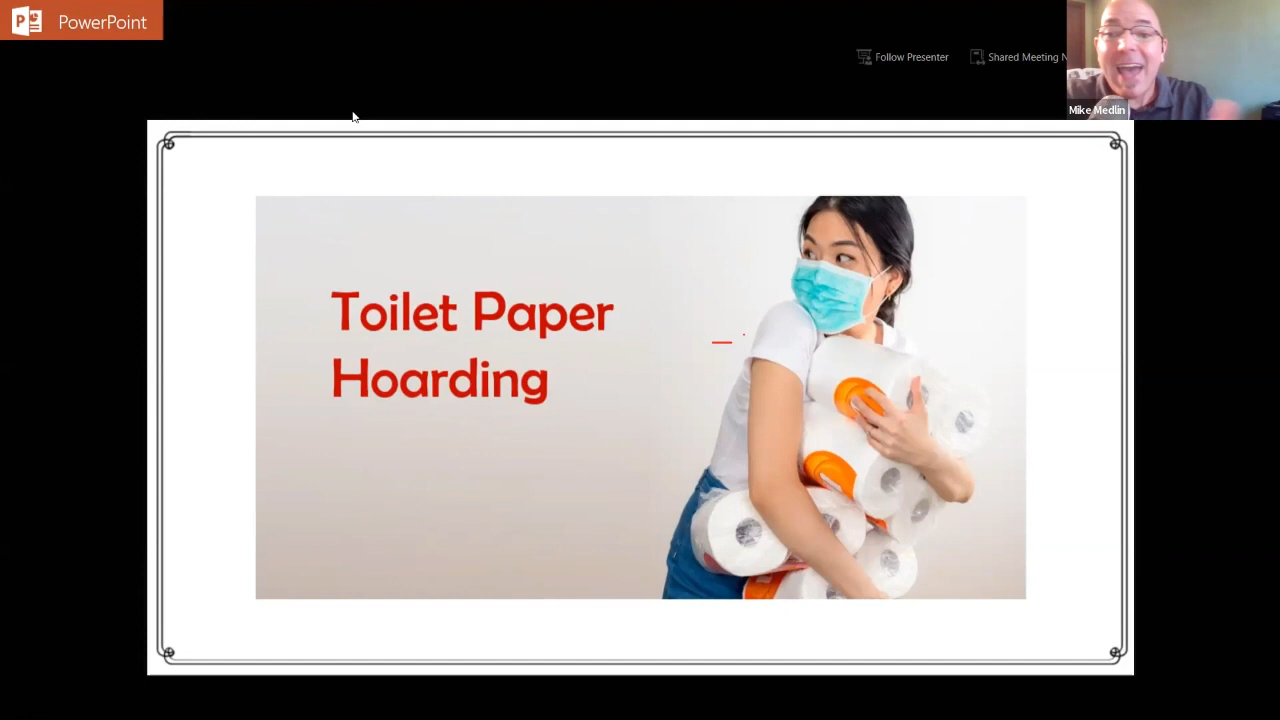 PowerPoint
Follow Presenter
Shared Meeting N
Mike Medlin
Toilet Paper
Hoarding